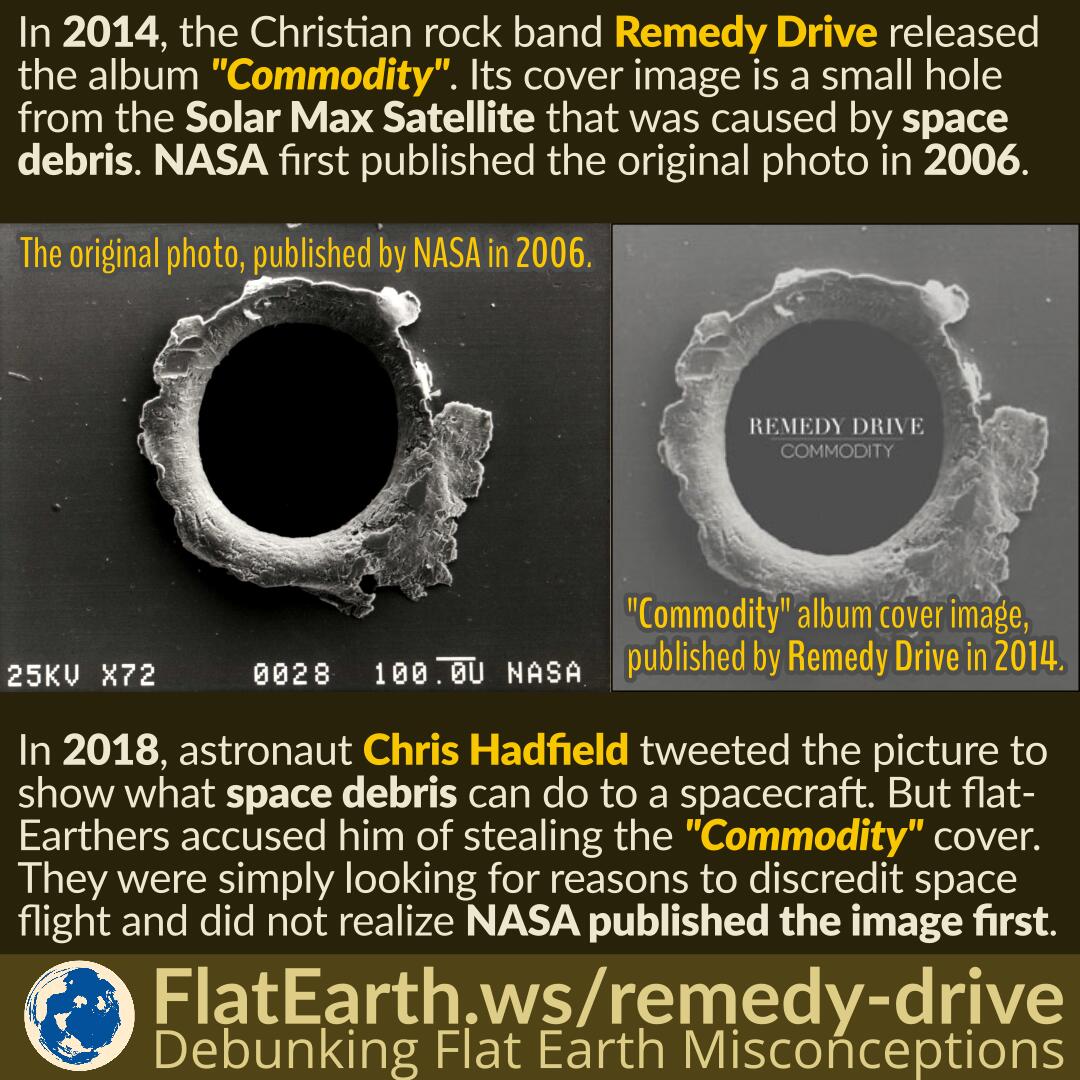 In 2014, the Christian rock band Remedy Drive released
the album "Commodity". Its cover image is a small hole
from the Solar Max Satellite that was caused by space
debris. NASA first published the original photo in 2006.
The original photo, published by NASA in 2006.
25KV X72 0028 100.0U NASA
REMEDY DRIVE
COMMODITY
"Commodity" album cover image,
published by Remedy Drive in 2014.
In 2018, astronaut Chris Hadfield tweeted the picture to
show what space debris can do to a spacecraft. But flat-
Earthers accused him of stealing the "Commodity" cover.
They were simply looking for reasons to discredit space
flight and did not realize NASA published the image first.
FlatEarth.ws/remedy-drive
Debunking Flat Earth Misconceptions